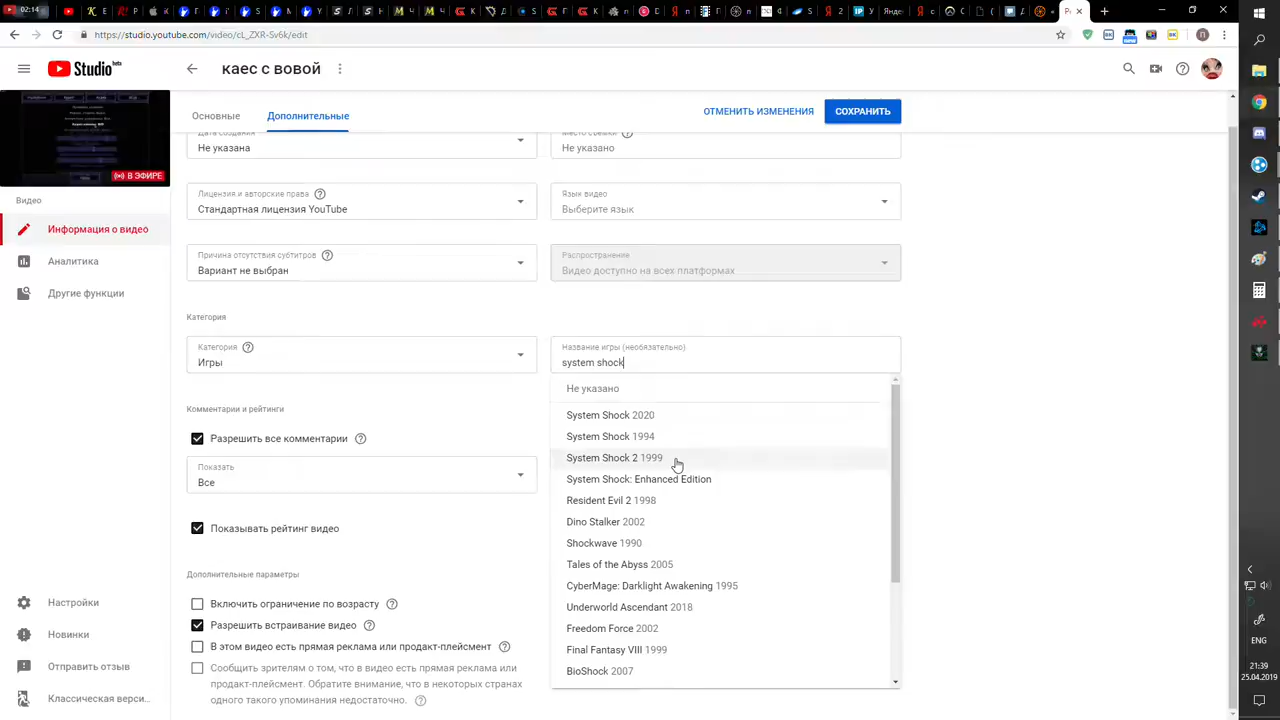 02:14
https://studio.youtube.com/video/cL_ZXR-Sv6k/edit
Studio beta
каес с вовой
Основные
Дополнительные
ОТМЕНИТЬ ИЗМЕНЕНИЯ
СОХРАНИТЬ
В ЭФИРЕ
Дата создания
Не указана
Место съемки
Не указано
Лицензия и авторские права
Стандартная лицензия YouTube
Язык видео
Выберите язык
Видео
Информация о видео
Аналитика
Другие функции
Причина отсутствия субтитров
Вариант не выбран
Распространение
Видео доступно на всех платформах
Категория
Категория
Игры
Название игры (необязательно)
system shock
Не указано
System Shock 2020
System Shock 1994
System Shock 2 1999
System Shock: Enhanced Edition
Resident Evil 2 1998
Dino Stalker 2002
Shockwave 1990
Tales of the Abyss 2005
CyberMage: Darklight Awakening 1995
Underworld Ascendant 2018
Freedom Force 2002
Final Fantasy VIII 1999
BioShock 2007
Комментарии и рейтинги
Разрешить все комментарии
Показать
Все
Показывать рейтинг видео
Дополнительные параметры
Включить ограничение по возрасту
Разрешить встраивание видео
В этом видео есть прямая реклама или продакт-плейсмент
Сообщить зрителям о том, что в видео есть прямая реклама или
продакт-плейсмент. Обратите внимание, что в некоторых странах
одного такого упоминания недостаточно.
Настройки
Новинки
Отправить отзыв
Классическая верси...
ENG
21:39
25.04.2019